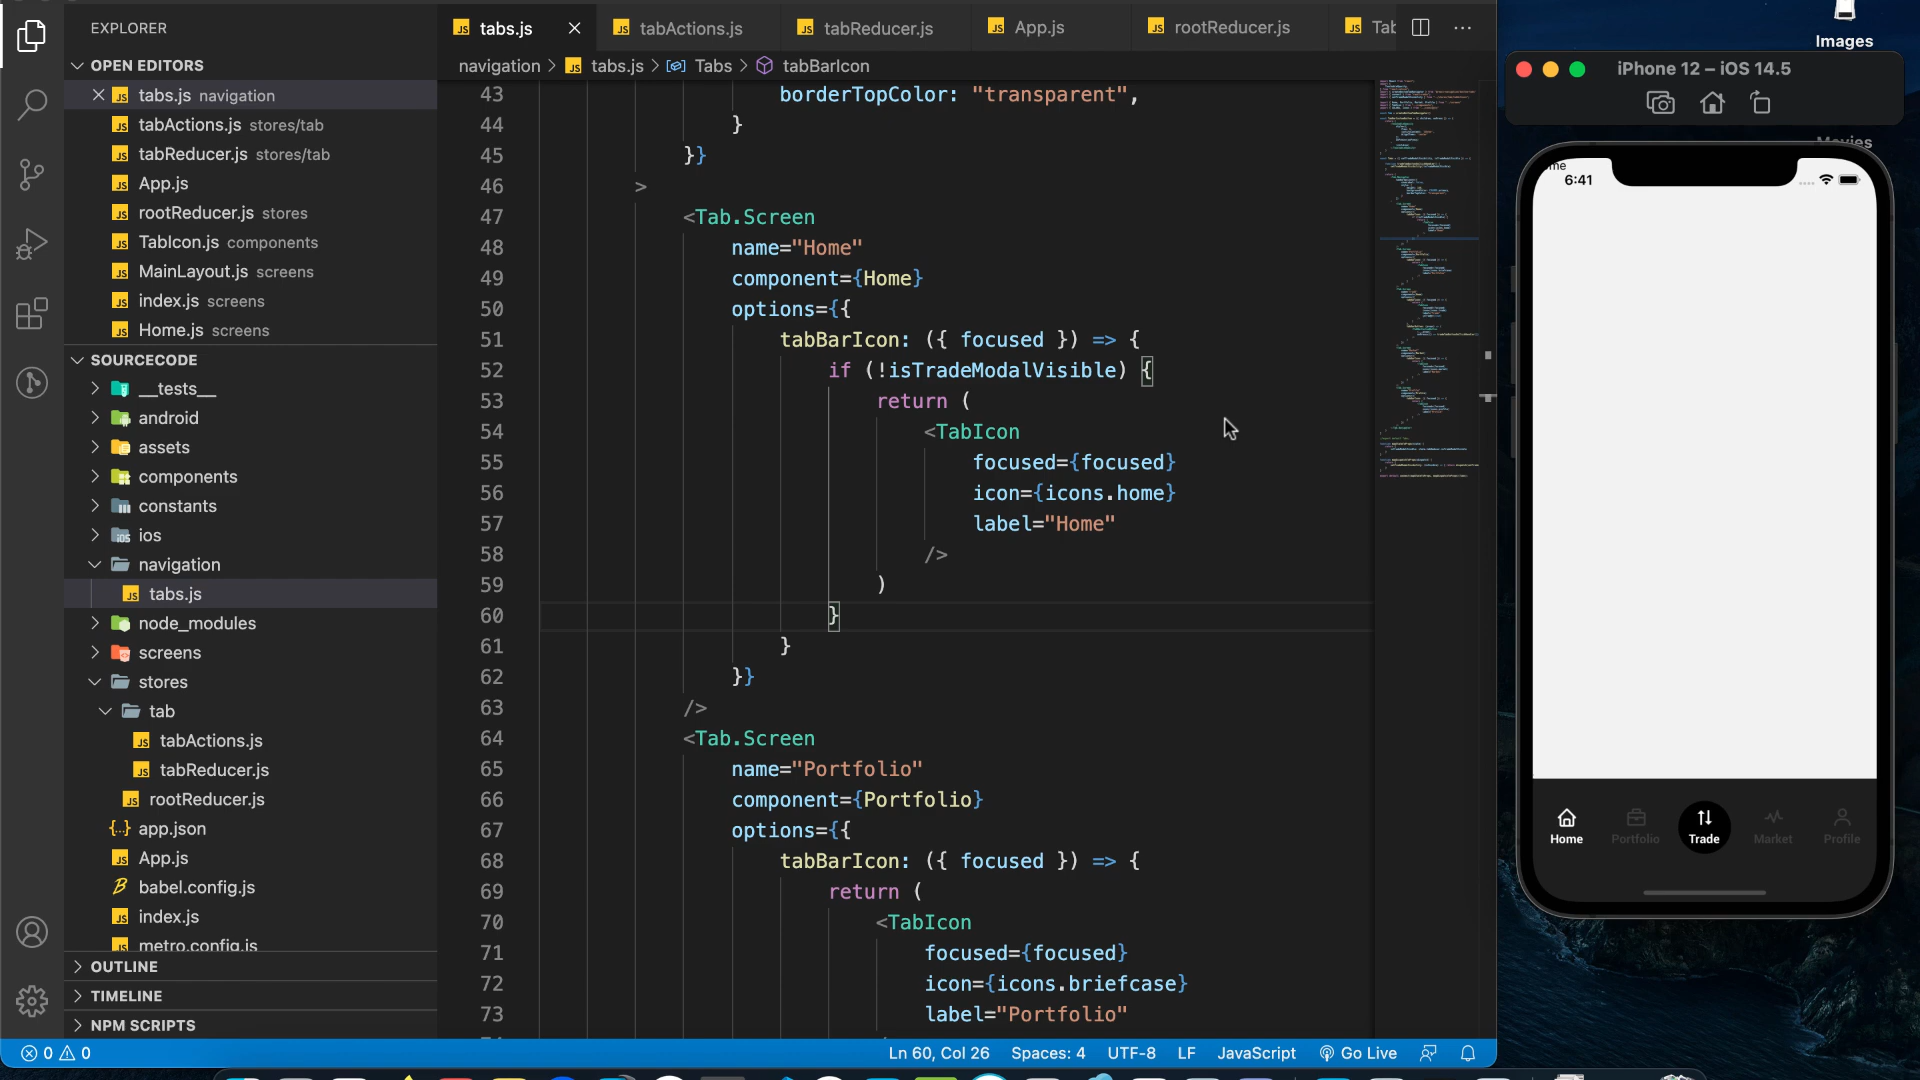 EXPLORER
OPEN EDITORS
tabs.js navigation
tabActions.js stores/tab
tabReducer.js stores/tab
App.js
rootReducer.js stores
TabIcon.js components
MainLayout.js screens
index.js screens
Home.js screens
SOURCECODE
__tests__
android
assets
components
constants
ios
navigation
tabs.js
node_modules
screens
stores
tab
tabActions.js
tabReducer.js
rootReducer.js
app.json
App.js
babel.config.js
index.js
metro.config.js
OUTLINE
TIMELINE
NPM SCRIPTS
tabs.js tabActions.js tabReducer.js App.js rootReducer.js Tab
navigation > tabs.js > Tabs > tabBarIcon
43 borderTopColor: "transparent",
44 }
45 }}
46 >
47 <Tab.Screen
48 name="Home"
49 component={Home}
50 options={{
51 tabBarIcon: ({ focused }) => {
52 if (!isTradeModalVisible) {
53 return (
54 <TabIcon
55 focused={focused}
56 icon={icons.home}
57 label="Home"
58 />
59 )
60 }
61 }
62 }}
63 />
64 <Tab.Screen
65 name="Portfolio"
66 component={Portfolio}
67 options={{
68 tabBarIcon: ({ focused }) => {
69 return (
70 <TabIcon
71 focused={focused}
72 icon={icons.briefcase}
73 label="Portfolio"
0 0 Ln 60, Col 26 Spaces: 4 UTF-8 LF JavaScript Go Live
Images
iPhone 12 – iOS 14.5
Movies
6:41
Home Portfolio Trade Market Profile